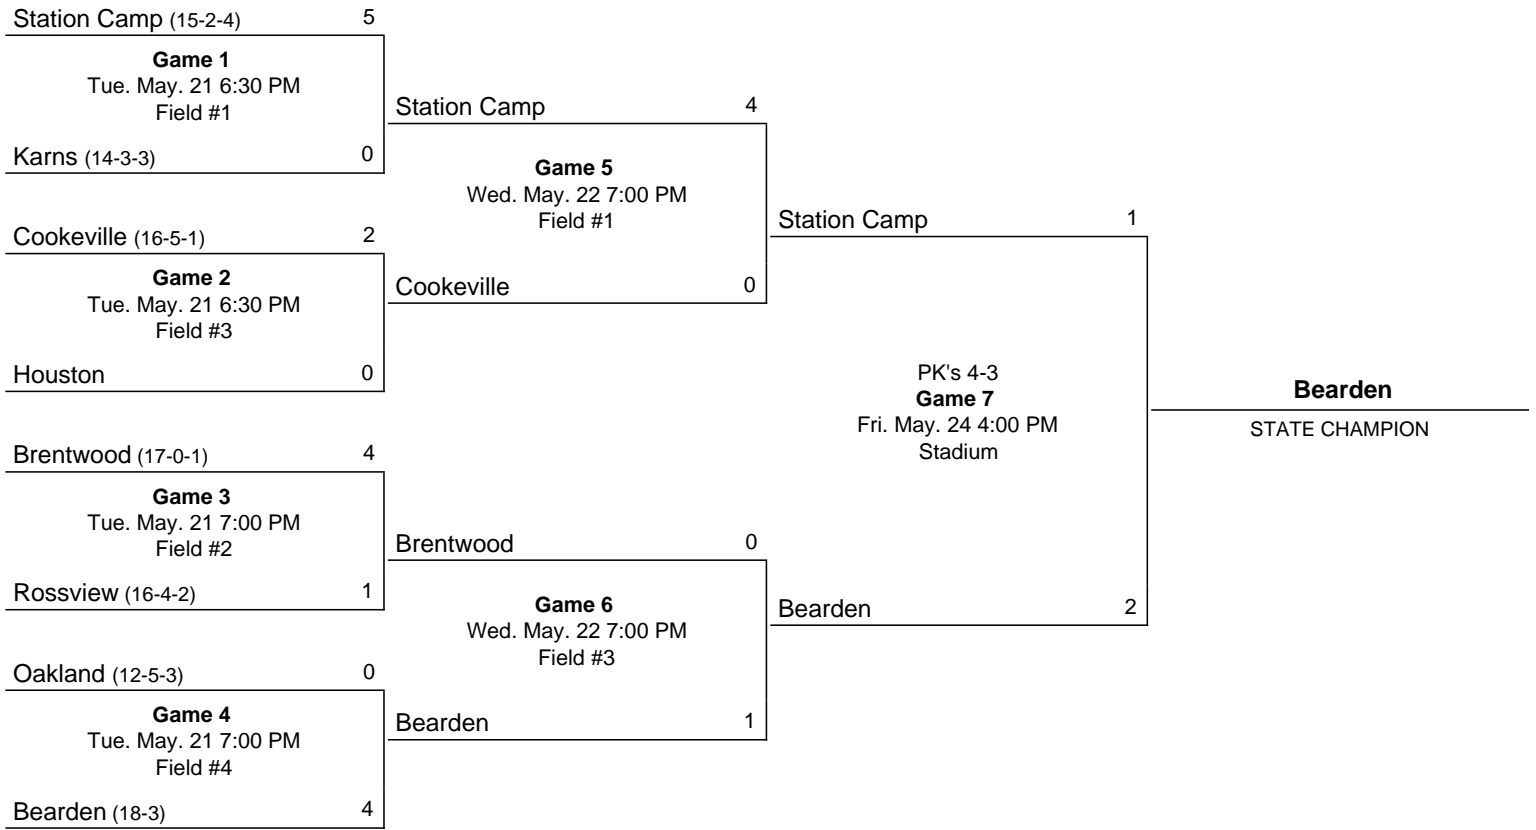 Station Camp (15-2-4) 5
Game 1
Tue. May. 21 6:30 PM
Field #1
Karns (14-3-3) 0
Cookeville (16-5-1) 2
Game 2
Tue. May. 21 6:30 PM
Field #3
Houston 0
Brentwood (17-0-1) 4
Game 3
Tue. May. 21 7:00 PM
Field #2
Rossview (16-4-2) 1
Oakland (12-5-3) 0
Game 4
Tue. May. 21 7:00 PM
Field #4
Bearden (18-3) 4
Station Camp 4
Game 5
Wed. May. 22 7:00 PM
Field #1
Cookeville 0
Brentwood 0
Game 6
Wed. May. 22 7:00 PM
Field #3
Bearden 1
Station Camp 1
PK's 4-3
Game 7
Fri. May. 24 4:00 PM
Stadium
Bearden 2
Bearden
STATE CHAMPION